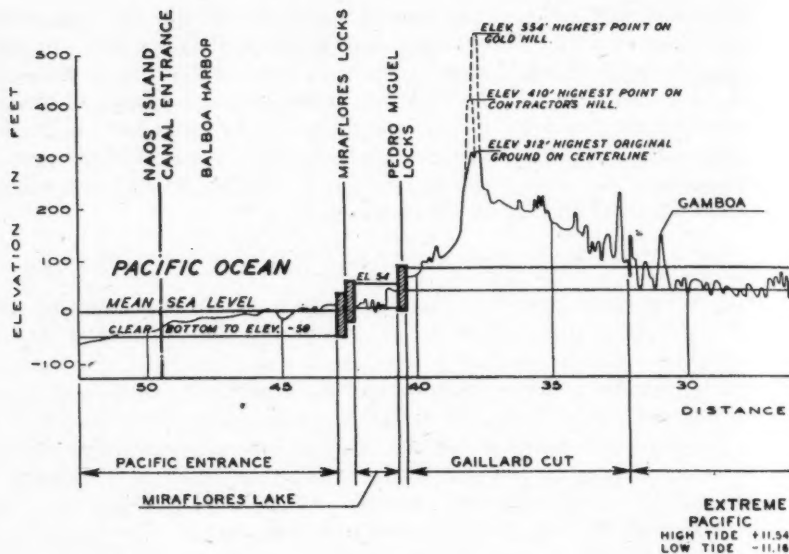 ELEV. 554' HIGHEST POINT ON
GOLD HILL.
ELEV 410' HIGHEST POINT ON
CONTRACTORS HILL.
ELEV 312' HIGHEST ORIGINAL
GROUND ON CENTERLINE
ELEVATION IN FEET
500
400
300
200
100
0
-100
NAOS ISLAND
CANAL ENTRANCE
BALBOA HARBOR
MIRAFLORES LOCKS
PEDRO MIGUEL
LOCKS
GAMBOA
PACIFIC OCEAN
EL 54
MEAN SEA LEVEL
CLEAR BOTTOM TO ELEV. -50
50
45
40
35
30
DISTANCE
PACIFIC ENTRANCE
GAILLARD CUT
MIRAFLORES LAKE
EXTREME
PACIFIC
HIGH TIDE +11.54
LOW TIDE -11.16